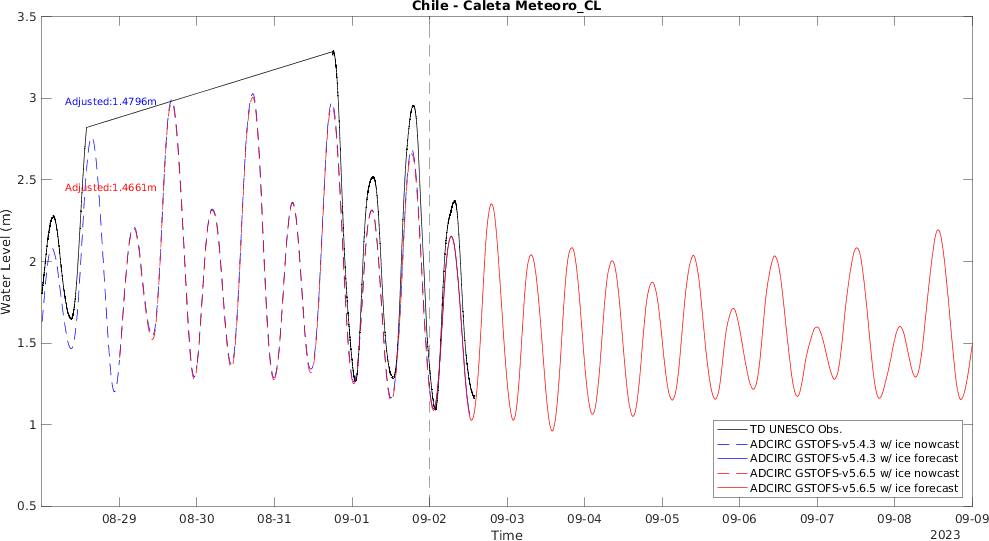 Chile - Caleta Meteoro_CL
3.5
3
2.5
2
1.5
1
0.5
Water Level (m)
Adjusted:1.4796m
Adjusted:1.4661m
TD UNESCO Obs.
ADCIRC GSTOFS-v5.4.3 w/ ice nowcast
ADCIRC GSTOFS-v5.4.3 w/ ice forecast
ADCIRC GSTOFS-v5.6.5 w/ ice nowcast
ADCIRC GSTOFS-v5.6.5 w/ ice forecast
08-29 08-30 08-31 09-01 09-02 09-03 09-04 09-05 09-06 09-07 09-08 09-09
Time
2023